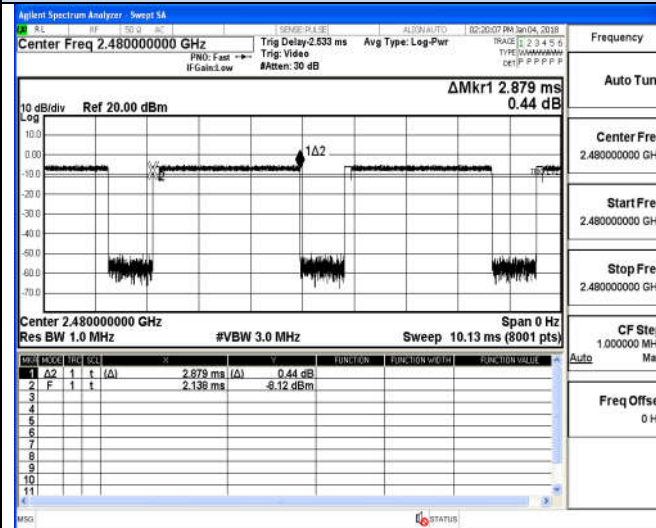 Agilent Spectrum Analyzer - Swept SA
RL RF 50 Ω AC SENSE:PULSE ALIGN AUTO 02:20:07 PM Jan 04, 2018
Center Freq 2.480000000 GHz
PNO: Fast
IFGain:Low
Trig Delay-2.533 ms
Trig: Video
#Atten: 30 dB
Avg Type: Log-Pwr
TRACE 1 2 3 4 5 6
TYPE
DET P P P P P P
ΔMkr1 2.879 ms
0.44 dB
10 dB/div Ref 20.00 dBm
Log
10.0
0.00
-10.0
-20.0
-30.0
-40.0
-50.0
-60.0
-70.0
1Δ2
Center 2.480000000 GHz Span 0 Hz
Res BW 1.0 MHz #VBW 3.0 MHz Sweep 10.13 ms (8001 pts)
MKR MODE TRC SCL X Y FUNCTION FUNCTION WIDTH FUNCTION VALUE
1 Δ2 1 t (Δ) 2.879 ms (Δ) 0.44 dB
2 F 1 t 2.138 ms -8.12 dBm
3
4
5
6
7
8
9
10
11
MSG STATUS
Frequency
Auto Tun
Center Fre
2.480000000 GH
Start Fre
2.480000000 GH
Stop Fre
2.480000000 GH
CF Ste
1.000000 MH
Auto Ma
Freq Offse
0 H